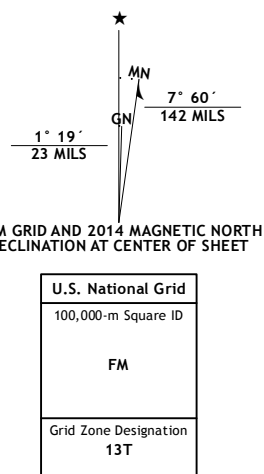 MN
7° 60´
142 MILS
GN
1° 19´
23 MILS
M GRID AND 2014 MAGNETIC NORTH
ECLINATION AT CENTER OF SHEET
U.S. National Grid
100,000-m Square ID
FM
Grid Zone Designation
13T